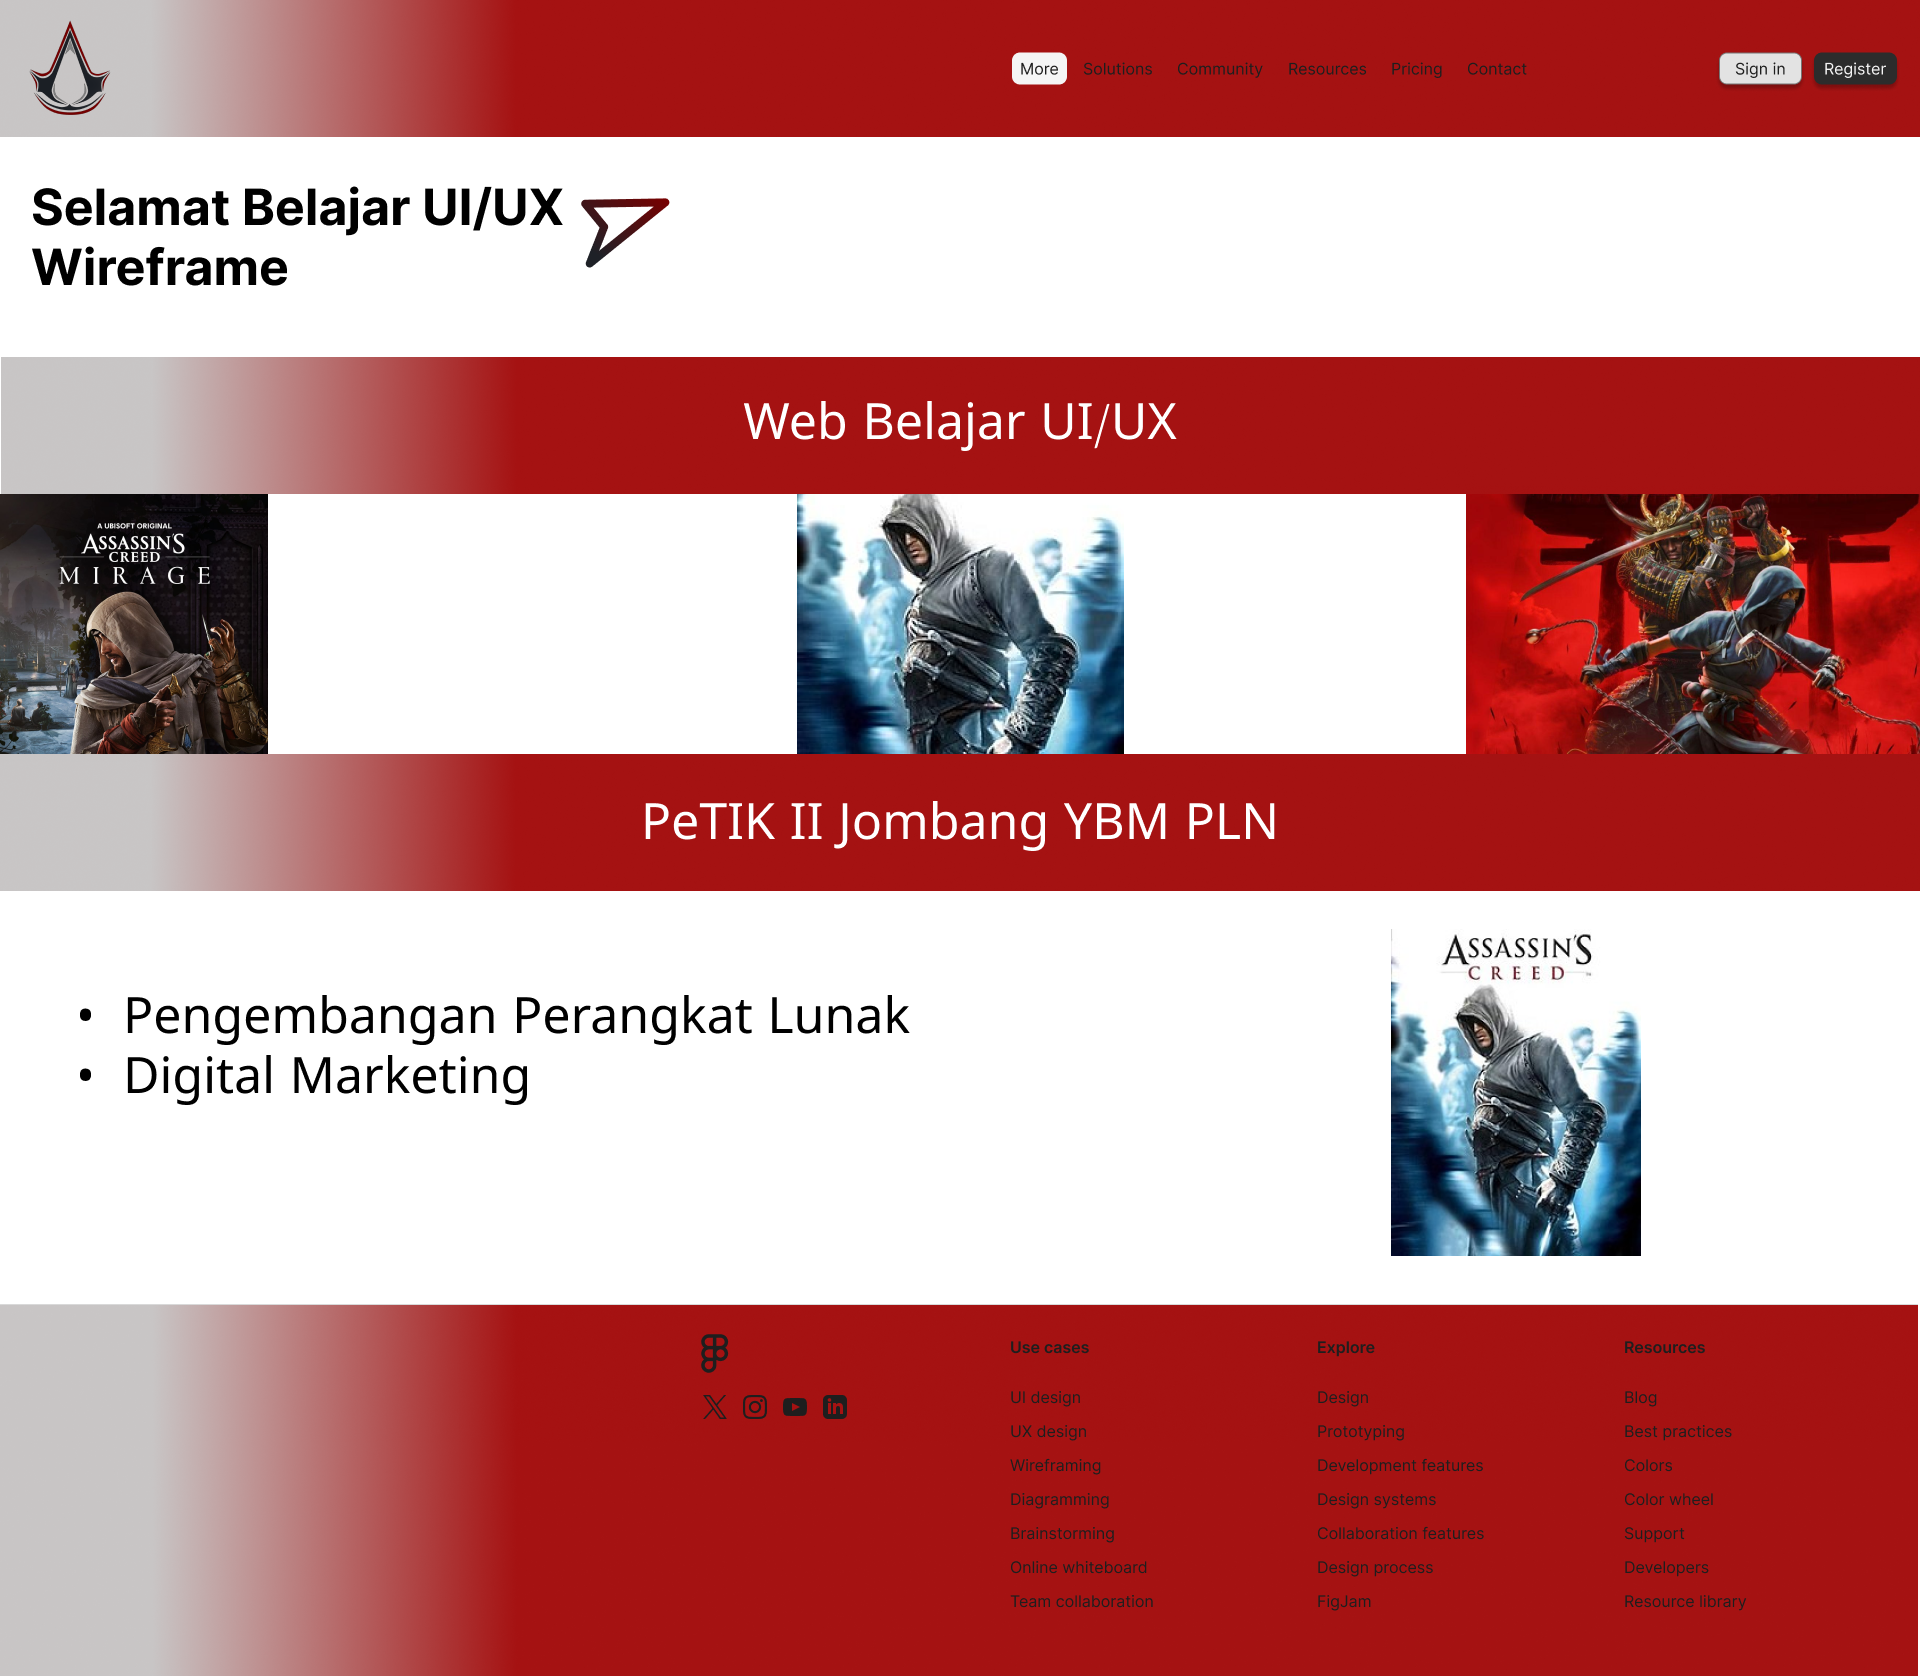 More Solutions Community Resources Pricing Contact Sign in Register
Selamat Belajar UI/UX
Wireframe
Web Belajar UI/UX
A UBISOFT ORIGINAL
ASSASSIN'S
CREED
MIRAGE
PeTIK II Jombang YBM PLN
ASSASSIN'S
CREED
• Pengembangan Perangkat Lunak
• Digital Marketing
Use cases
UI design
UX design
Wireframing
Diagramming
Brainstorming
Online whiteboard
Team collaboration
Explore
Design
Prototyping
Development features
Design systems
Collaboration features
Design process
FigJam
Resources
Blog
Best practices
Colors
Color wheel
Support
Developers
Resource library